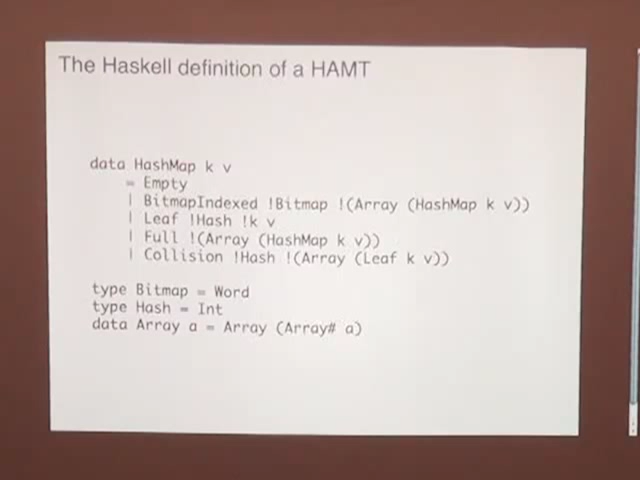 The Haskell definition of a HAMT
data HashMap k v
= Empty
| BitmapIndexed !Bitmap !(Array (HashMap k v))
| Leaf !Hash !k v
| Full !(Array (HashMap k v))
| Collision !Hash !(Array (Leaf k v))
type Bitmap = Word
type Hash = Int
data Array a = Array (Array# a)